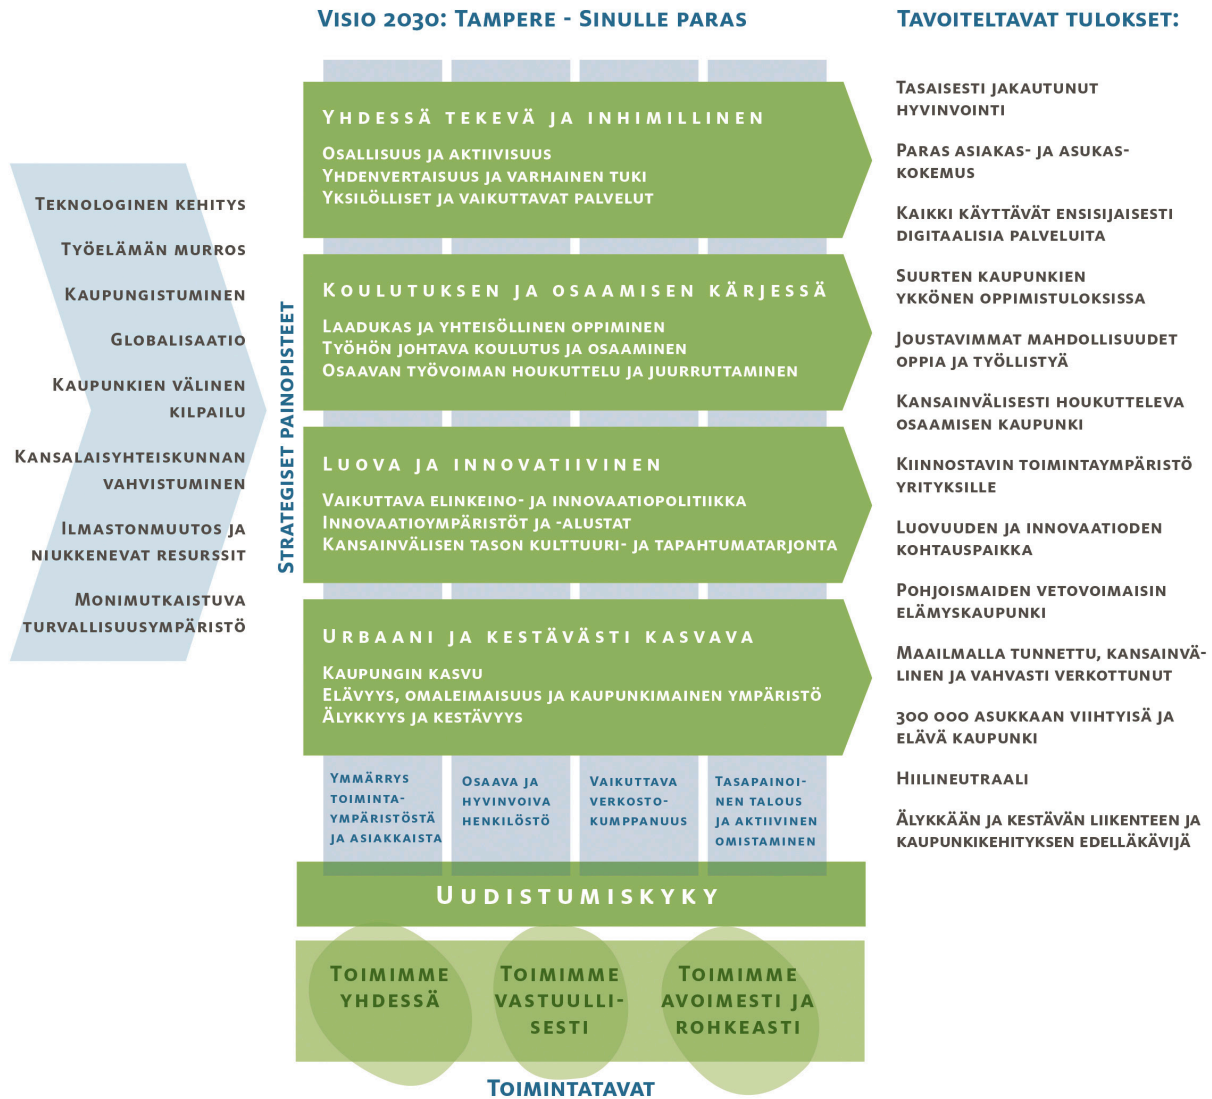 Visio 2030: Tampere - Sinulle paras
Tavoiteltavat tulokset:
Teknologinen kehitys
Työelämän murros
Kaupungistuminen
Globalisaatio
Kaupunkien välinen
kilpailu
Kansalaisyhteiskunnan
vahvistuminen
Ilmastonmuutos ja
niukkenevat resurssit
Monimutkaistuva
turvallisuusympäristö
Strategiset painopisteet
Yhdessä tekevä ja inhimillinen
Osallisuus ja aktiivisuus
Yhdenvertaisuus ja varhainen tuki
Yksilölliset ja vaikuttavat palvelut
Koulutuksen ja osaamisen kärjessä
Laadukas ja yhteisöllinen oppiminen
Työhön johtava koulutus ja osaaminen
Osaavan työvoiman houkuttelu ja juurruttaminen
Luova ja innovatiivinen
Vaikuttava elinkeino- ja innovaatiopolitiikka
Innovaatioympäristöt ja -alustat
Kansainvälisen tason kulttuuri- ja tapahtumatarjonta
Urbaani ja kestävästi kasvava
Kaupungin kasvu
Elävyys, omaleimaisuus ja kaupunkimainen ympäristö
Älykkyys ja kestävyys
Ymmärrys
toiminta-
ympäristöstä
ja asiakkaista
Osaava ja
hyvinvoiva
henkilöstö
Vaikuttava
verkosto-
kumppanuus
Tasapainoi-
nen talous
ja aktiivinen
omistaminen
Uudistumiskyky
Toimimme
yhdessä
Toimimme
vastuulli-
sesti
Toimimme
avoimesti ja
rohkeasti
Toimintatavat
Tasaisesti jakautunut
hyvinvointi
Paras asiakas- ja asukas-
kokemus
Kaikki käyttävät ensisijaisesti
digitaalisia palveluita
Suurten kaupunkien
ykkönen oppimistuloksissa
Joustavimmat mahdollisuudet
oppia ja työllistyä
Kansainvälisesti houkutteleva
osaamisen kaupunki
Kiinnostavin toimintaympäristö
yrityksille
Luovuuden ja innovaatioden
kohtauspaikka
Pohjoismaiden vetovoimaisin
elämyskaupunki
Maailmalla tunnettu, kansainvä-
linen ja vahvasti verkottunut
300 000 asukkaan viihtyisä ja
elävä kaupunki
Hiilineutraali
Älykkään ja kestävän liikenteen ja
kaupunkikehityksen edelläkävijä